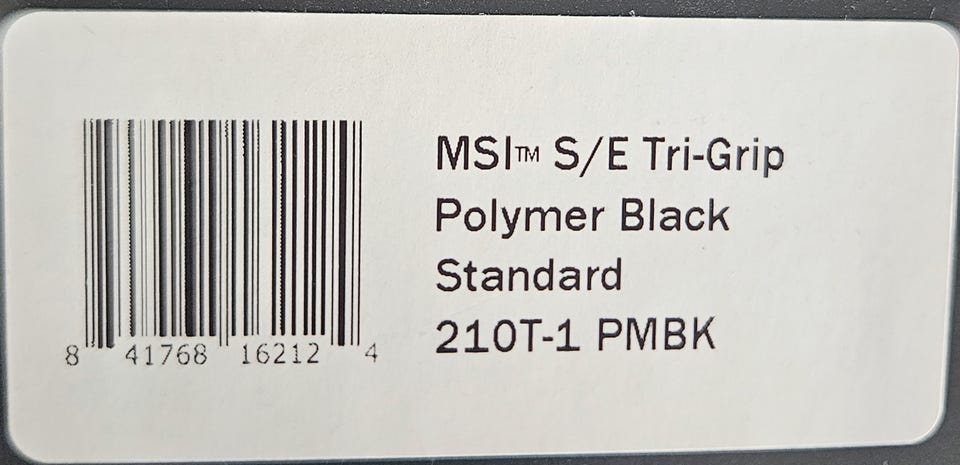 MSI™ S/E Tri-Grip
Polymer Black
Standard
210T-1 PMBK
8 41768 16212 4